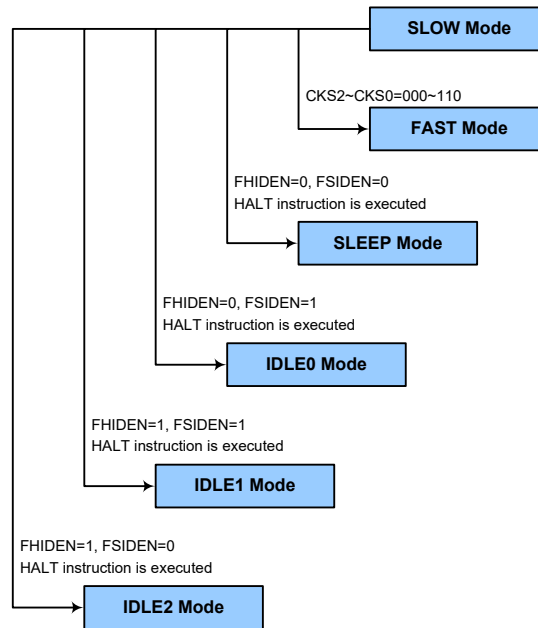 SLOW Mode
CKS2~CKS0=000~110
FAST Mode
FHIDEN=0, FSIDEN=0
HALT instruction is executed
SLEEP Mode
FHIDEN=0, FSIDEN=1
HALT instruction is executed
IDLE0 Mode
FHIDEN=1, FSIDEN=1
HALT instruction is executed
IDLE1 Mode
FHIDEN=1, FSIDEN=0
HALT instruction is executed
IDLE2 Mode